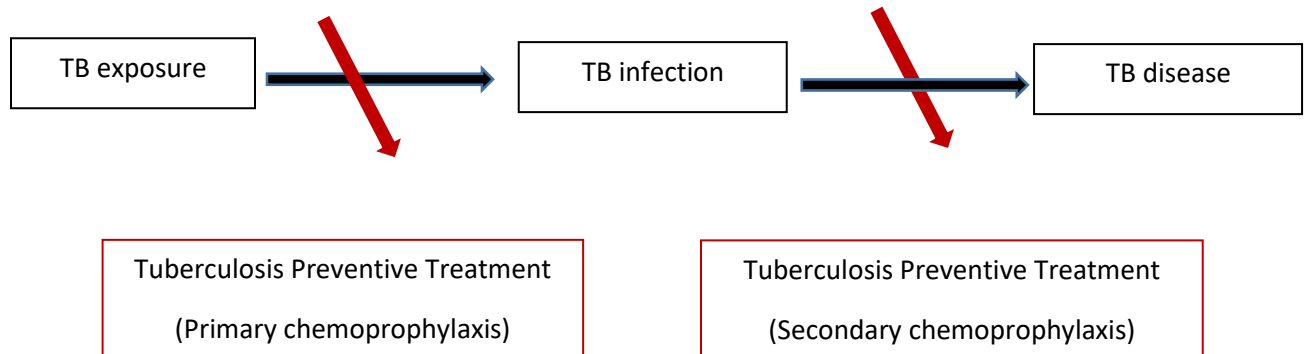 TB exposure
TB infection
TB disease
Tuberculosis Preventive Treatment
(Primary chemoprophylaxis)
Tuberculosis Preventive Treatment
(Secondary chemoprophylaxis)